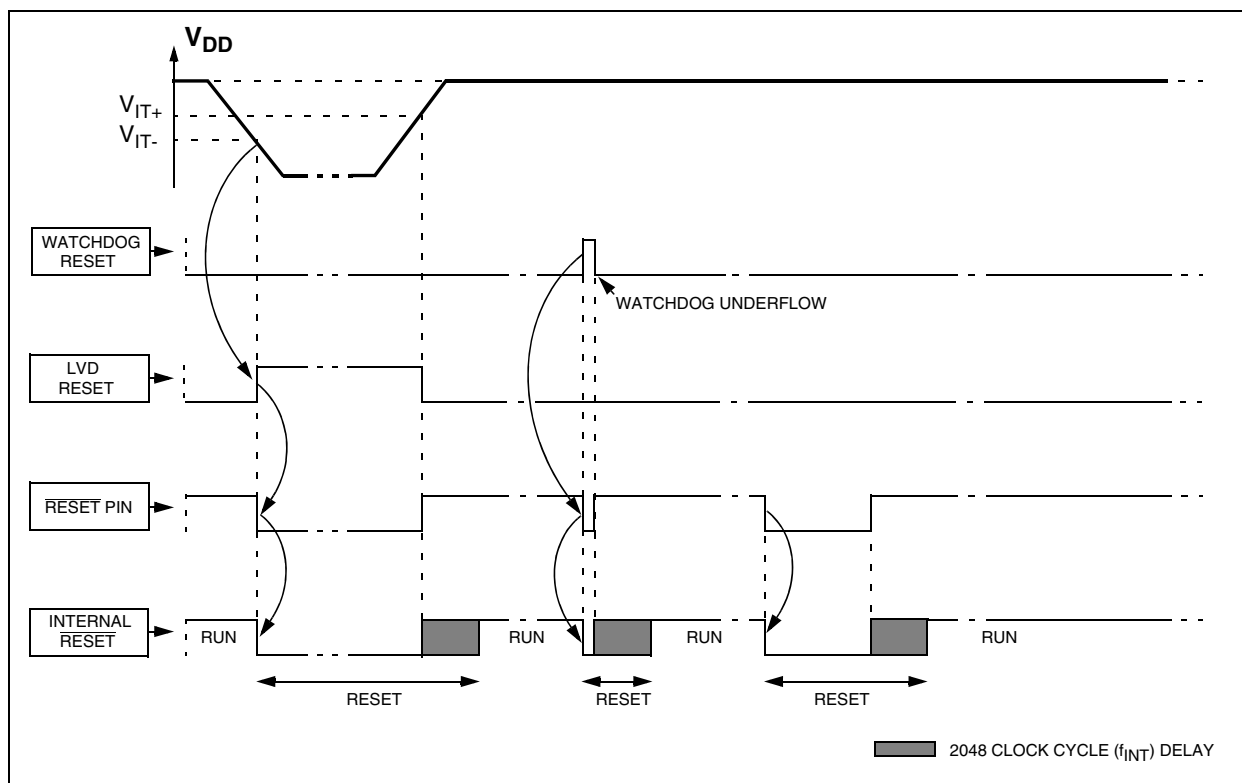 VDD
VIT+
VIT-
WATCHDOG
RESET
WATCHDOG UNDERFLOW
LVD
RESET
RESET PIN
INTERNAL
RESET
RUN
RUN
RUN
RUN
RESET
RESET
RESET
2048 CLOCK CYCLE (fINT) DELAY